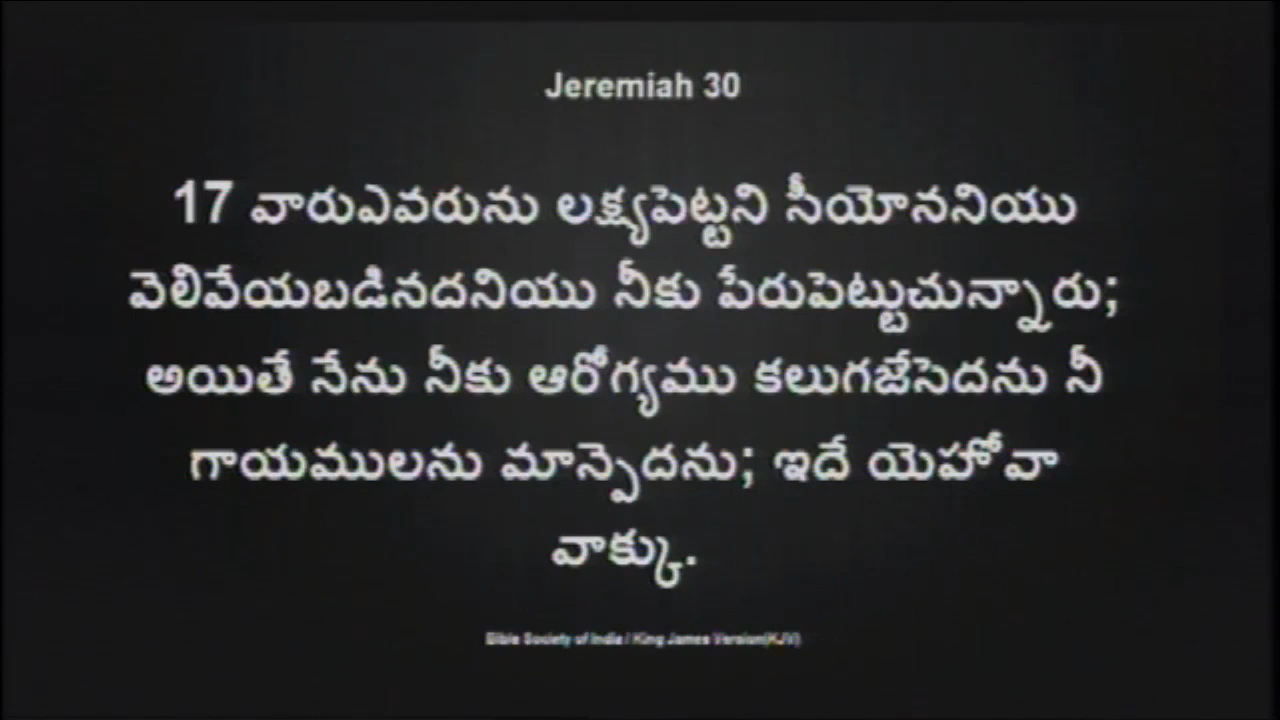 Jeremiah 30
17 వారుఎవరును లక్ష్యపెట్టని సీయోననియు
వెలివేయబడినదనియు నీకు పేరుపెట్టుచున్నారు;
అయితే నేను నీకు ఆరోగ్యము కలుగజేసెదను నీ
గాయములను మాన్పెదను; ఇదే యెహోవా
వాక్కు.
Bible Society of India / King James Version(KJV)